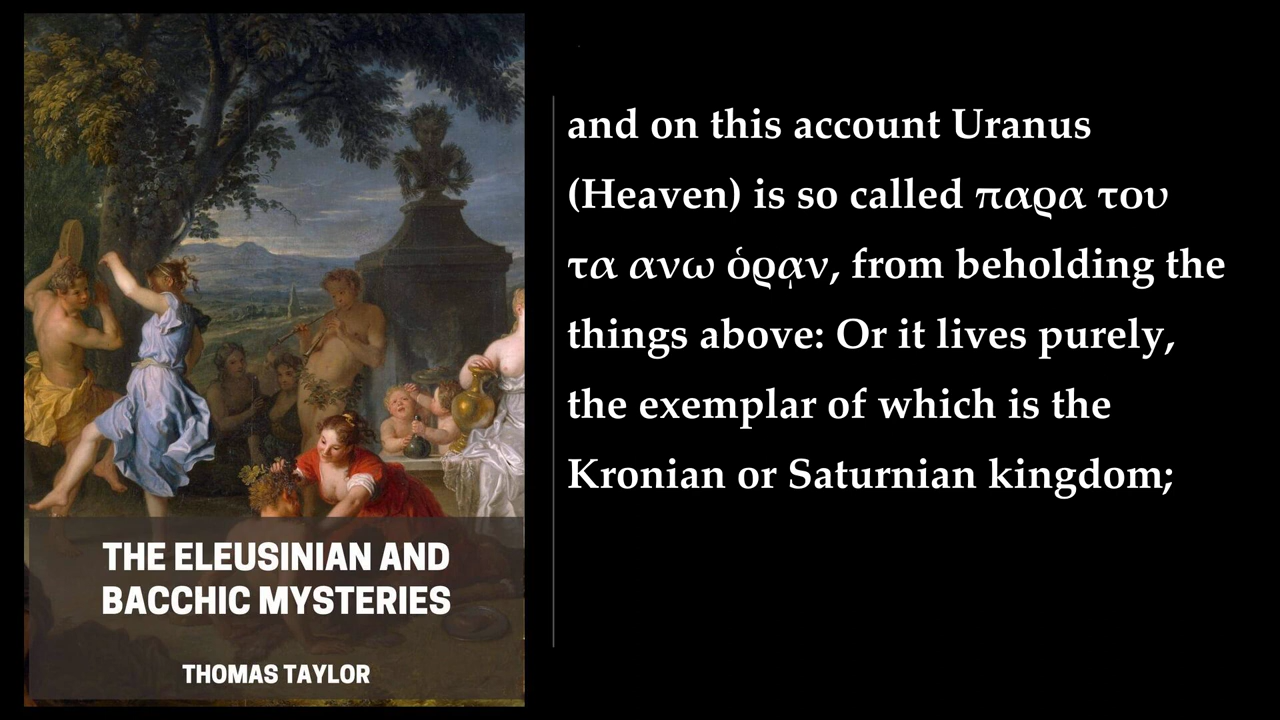 and on this account Uranus
(Heaven) is so called παρα του
τα ανω ὁρᾳν, from beholding the
things above: Or it lives purely,
the exemplar of which is the
Kronian or Saturnian kingdom;
THE ELEUSINIAN AND
BACCHIC MYSTERIES
THOMAS TAYLOR